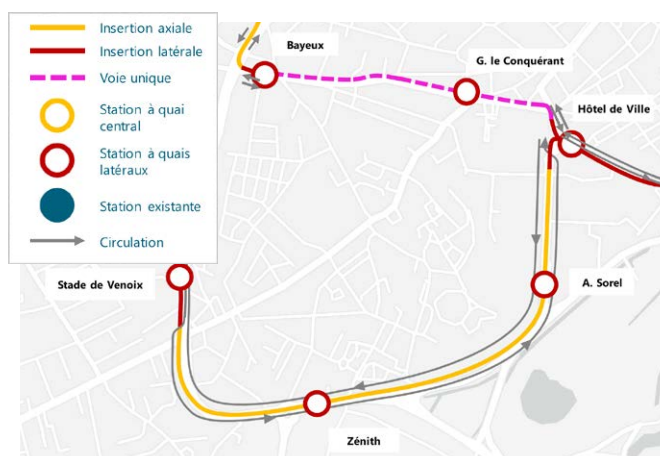 Insertion axiale
Insertion latérale
Voie unique
Station à quai
central
Station à quais
latéraux
Station existante
Circulation
Bayeux
G. le Conquérant
Hôtel de Ville
Stade de Venoix
A. Sorel
Zénith